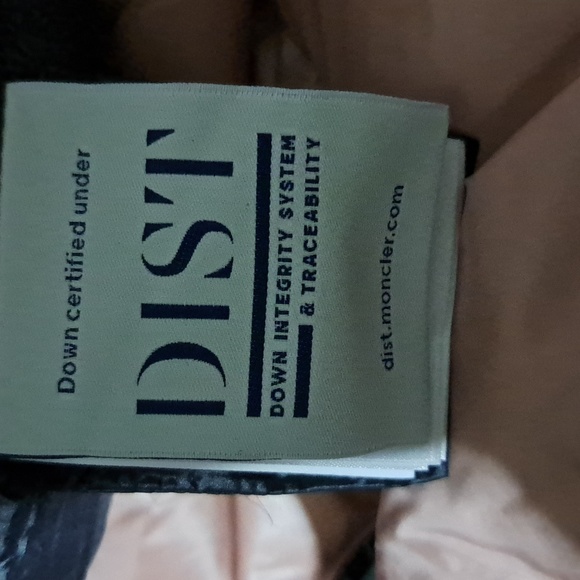 Down certified under
DIST
DOWN INTEGRITY SYSTEM
& TRACEABILITY
dist.moncler.com